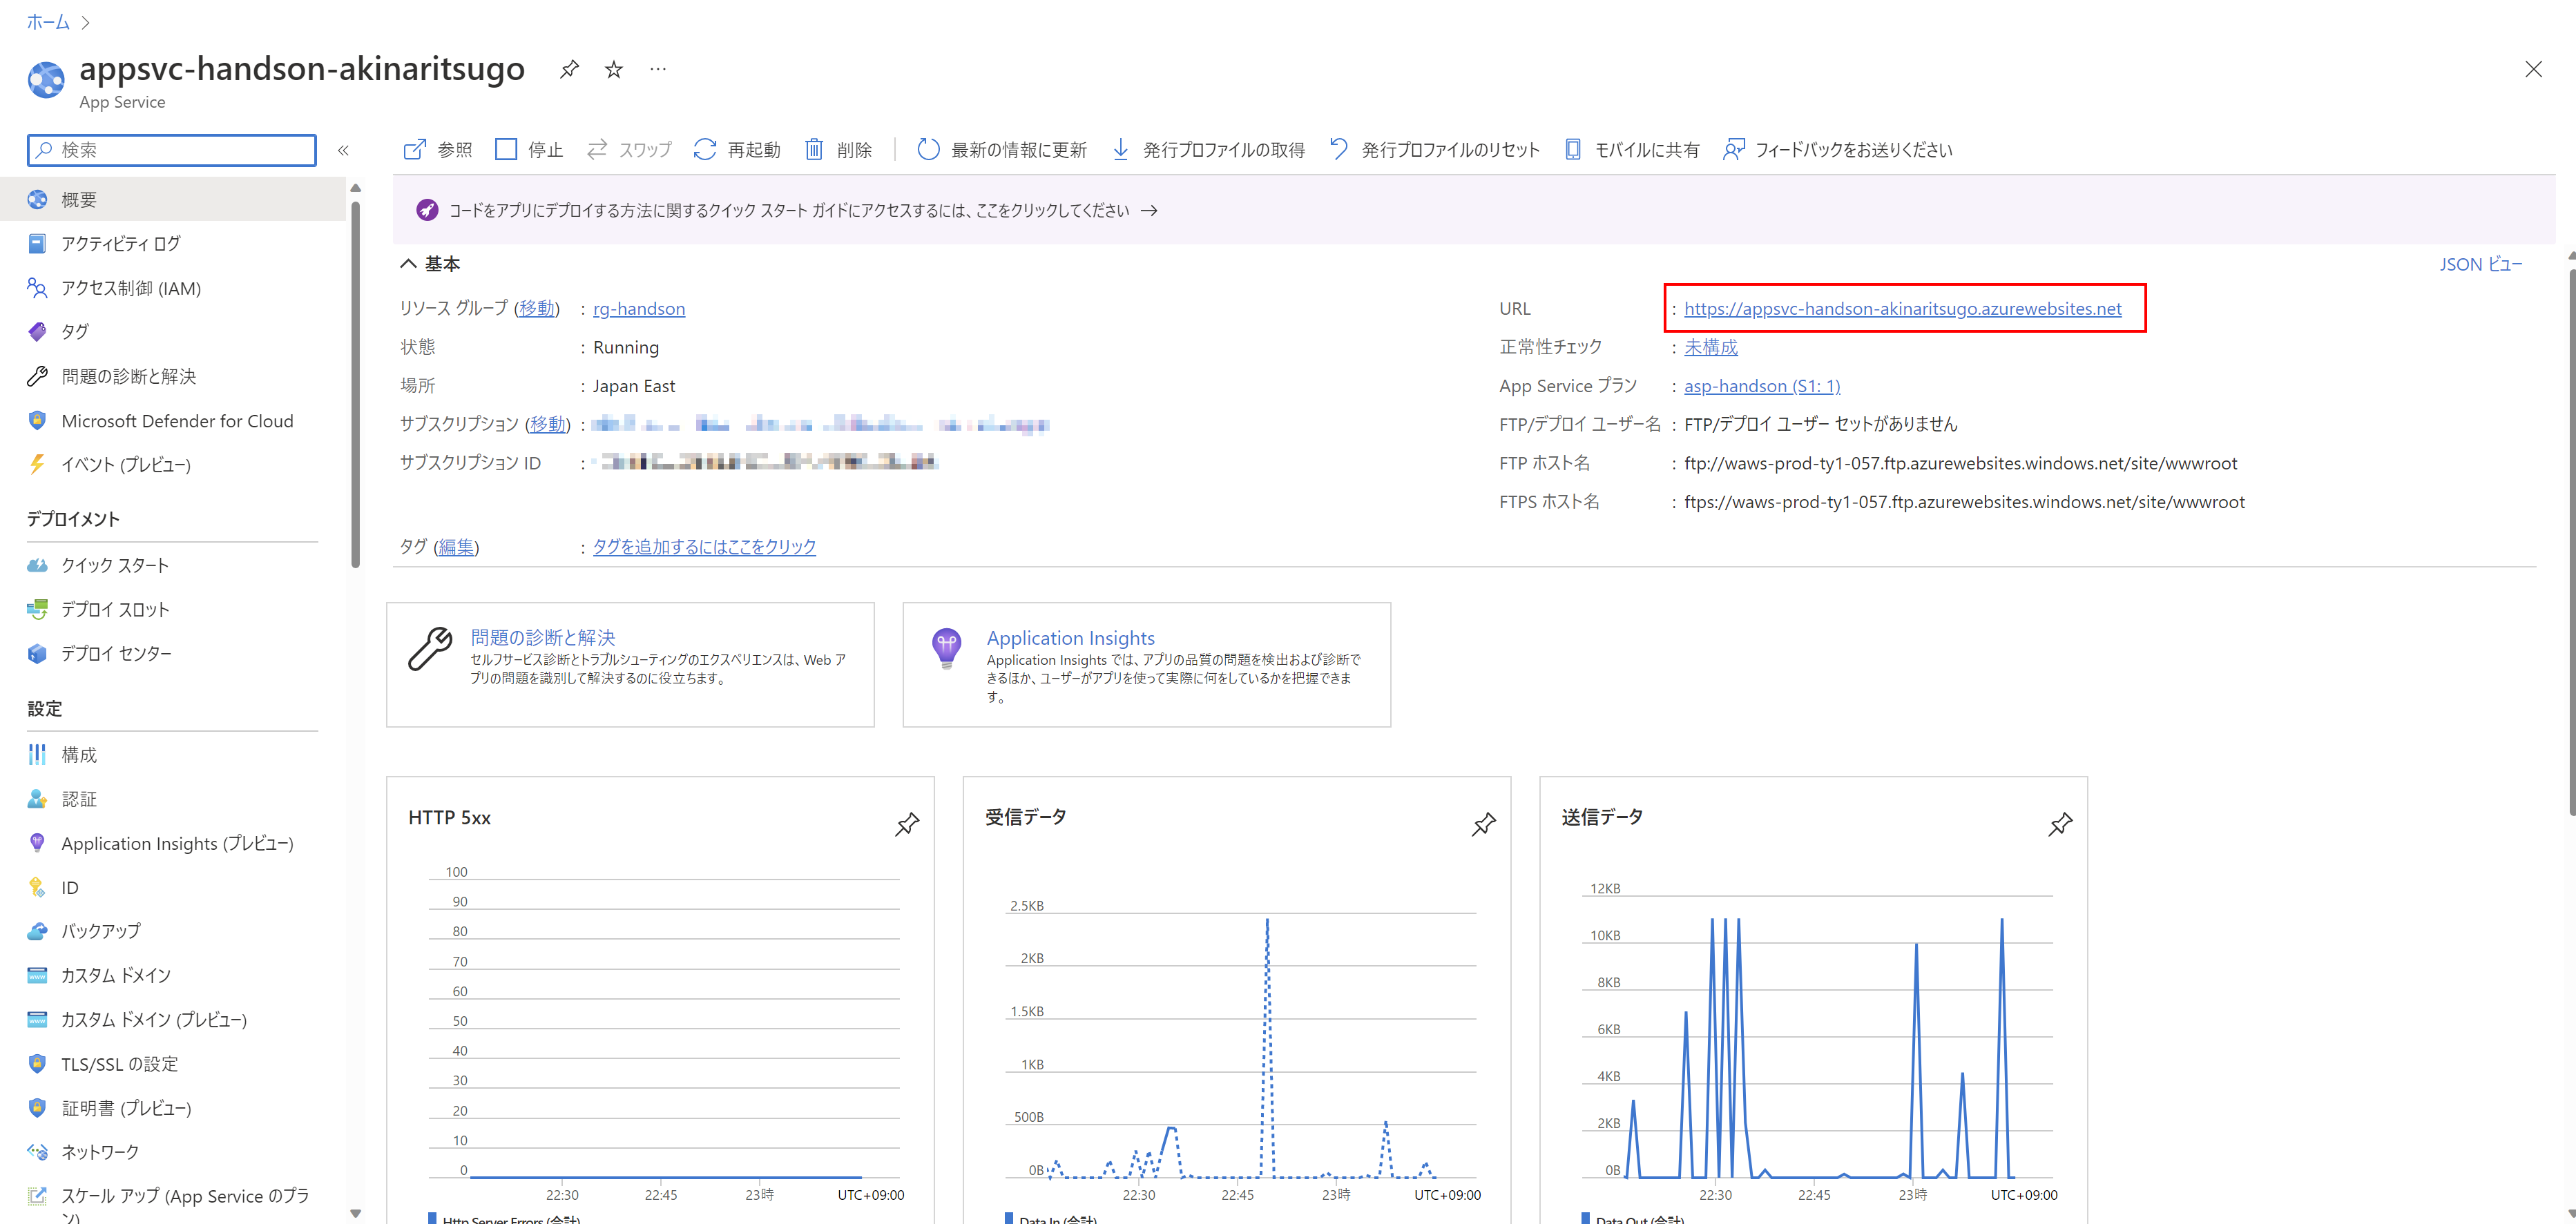 ホーム
appsvc-handson-akinaritsugo
App Service
検索
参照 停止 スワップ 再起動 削除 最新の情報に更新 発行プロファイルの取得 発行プロファイルのリセット モバイルに共有 フィードバックをお送りください
概要
アクティビティ ログ
アクセス制御 (IAM)
タグ
問題の診断と解決
Microsoft Defender for Cloud
イベント (プレビュー)
デプロイメント
クイック スタート
デプロイ スロット
デプロイ センター
設定
構成
認証
Application Insights (プレビュー)
ID
バックアップ
カスタム ドメイン
カスタム ドメイン (プレビュー)
TLS/SSL の設定
証明書 (プレビュー)
ネットワーク
スケール アップ (App Service のプラ
ン)
コードをアプリにデプロイする方法に関するクイック スタート ガイドにアクセスするには、ここをクリックしてください →
基本
JSON ビュー
リソース グループ (移動) : rg-handson
状態 : Running
場所 : Japan East
サブスクリプション (移動) :
サブスクリプション ID :
タグ (編集) : タグを追加するにはここをクリック
URL : https://appsvc-handson-akinaritsugo.azurewebsites.net
正常性チェック : 未構成
App Service プラン : asp-handson (S1: 1)
FTP/デプロイ ユーザー名 : FTP/デプロイ ユーザー セットがありません
FTP ホスト名 : ftp://waws-prod-ty1-057.ftp.azurewebsites.windows.net/site/wwwroot
FTPS ホスト名 : ftps://waws-prod-ty1-057.ftp.azurewebsites.windows.net/site/wwwroot
問題の診断と解決
セルフサービス診断とトラブルシューティングのエクスペリエンスは、Web ア
プリの問題を識別して解決するのに役立ちます。
Application Insights
Application Insights では、アプリの品質の問題を検出および診断で
きるほか、ユーザーがアプリを使って実際に何をしているかを把握できま
す。
HTTP 5xx
100
90
80
70
60
50
40
30
20
10
0
22:30 22:45 23時 UTC+09:00
Http Server Errors (合計)
受信データ
2.5KB
2KB
1.5KB
1KB
500B
0B
22:30 22:45 23時 UTC+09:00
Data In (合計)
送信データ
12KB
10KB
8KB
6KB
4KB
2KB
0B
22:30 22:45 23時 UTC+09:00
Data Out (合計)